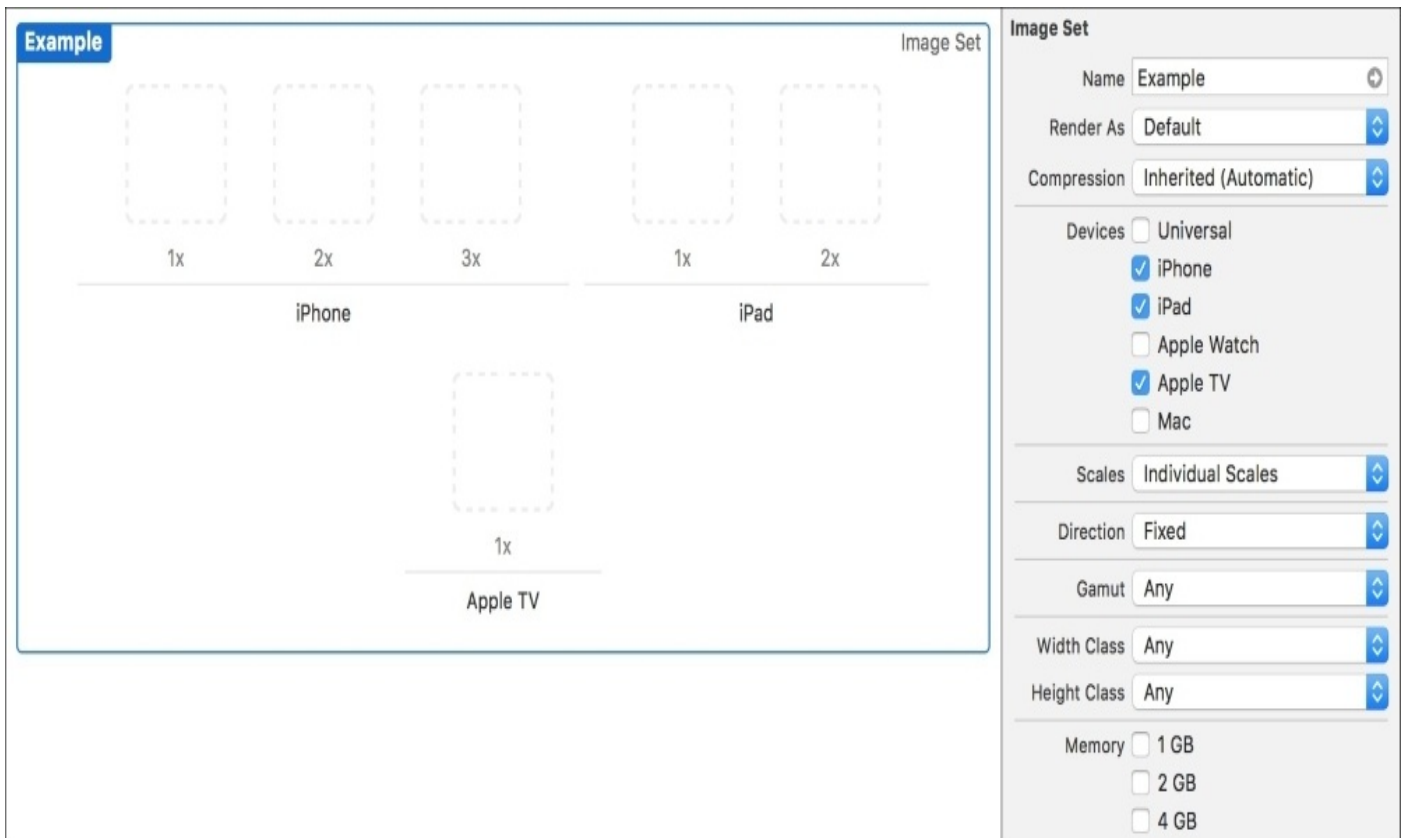 Example
Image Set
1x 2x 3x 1x 2x
iPhone iPad
1x
Apple TV
Image Set
Name Example
Render As Default
Compression Inherited (Automatic)
Devices Universal
iPhone
iPad
Apple Watch
Apple TV
Mac
Scales Individual Scales
Direction Fixed
Gamut Any
Width Class Any
Height Class Any
Memory 1 GB
2 GB
4 GB